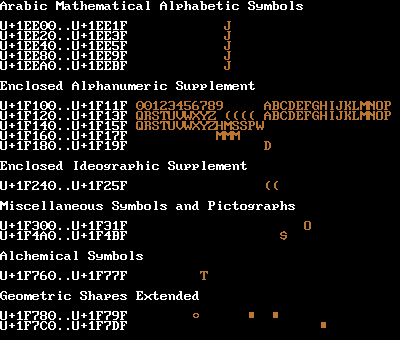 Arabic Mathematical Alphabetic Symbols
U+1EE00..U+1EE1F J
U+1EE20..U+1EE3F J
U+1EE40..U+1EE5F J
U+1EE80..U+1EE9F J
U+1EEA0..U+1EEBF J
Enclosed Alphanumeric Supplement
U+1F100..U+1F11F 00123456789 ABCDEFGHIJKLMNOP
U+1F120..U+1F13F QRSTUVWXYZ (((( ABCDEFGHIJKLMNOP
U+1F140..U+1F15F QRSTUVWXYZHMSSPW
U+1F160..U+1F17F MMM
U+1F180..U+1F19F D
Enclosed Ideographic Supplement
U+1F240..U+1F25F ((
Miscellaneous Symbols and Pictographs
U+1F300..U+1F31F O
U+1F4A0..U+1F4BF $
Alchemical Symbols
U+1F760..U+1F77F T
Geometric Shapes Extended
U+1F780..U+1F79F ○ ▪ ▪
U+1F7C0..U+1F7DF ▪